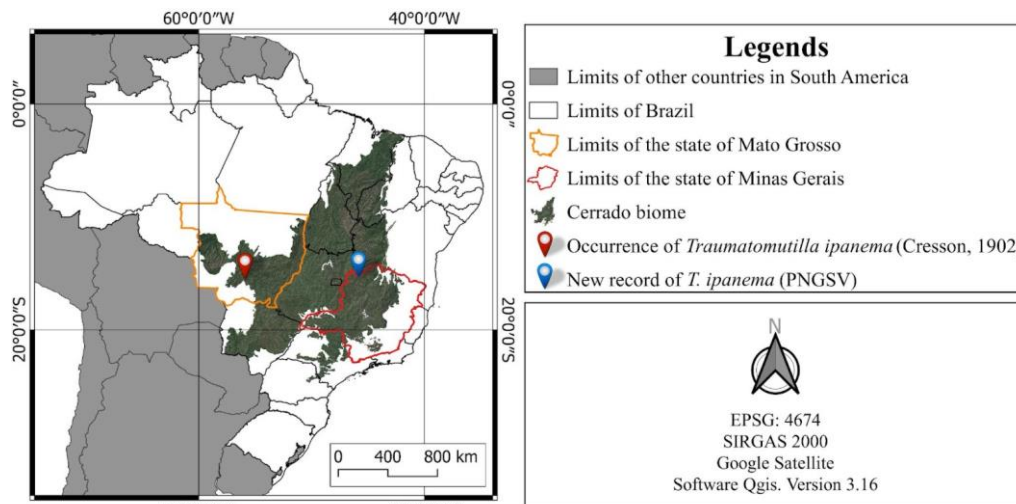 60°0′0″W
40°0′0″W
0°0′0″
0°0′0″
20°0′0″S
20°0′0″S
0 400 800 km
Legends
Limits of other countries in South America
Limits of Brazil
Limits of the state of Mato Grosso
Limits of the state of Minas Gerais
Cerrado biome
Occurrence of Traumatomutilla ipanema (Cresson, 1902
New record of T. ipanema (PNGSV)
N
EPSG: 4674
SIRGAS 2000
Google Satellite
Software Qgis. Version 3.16